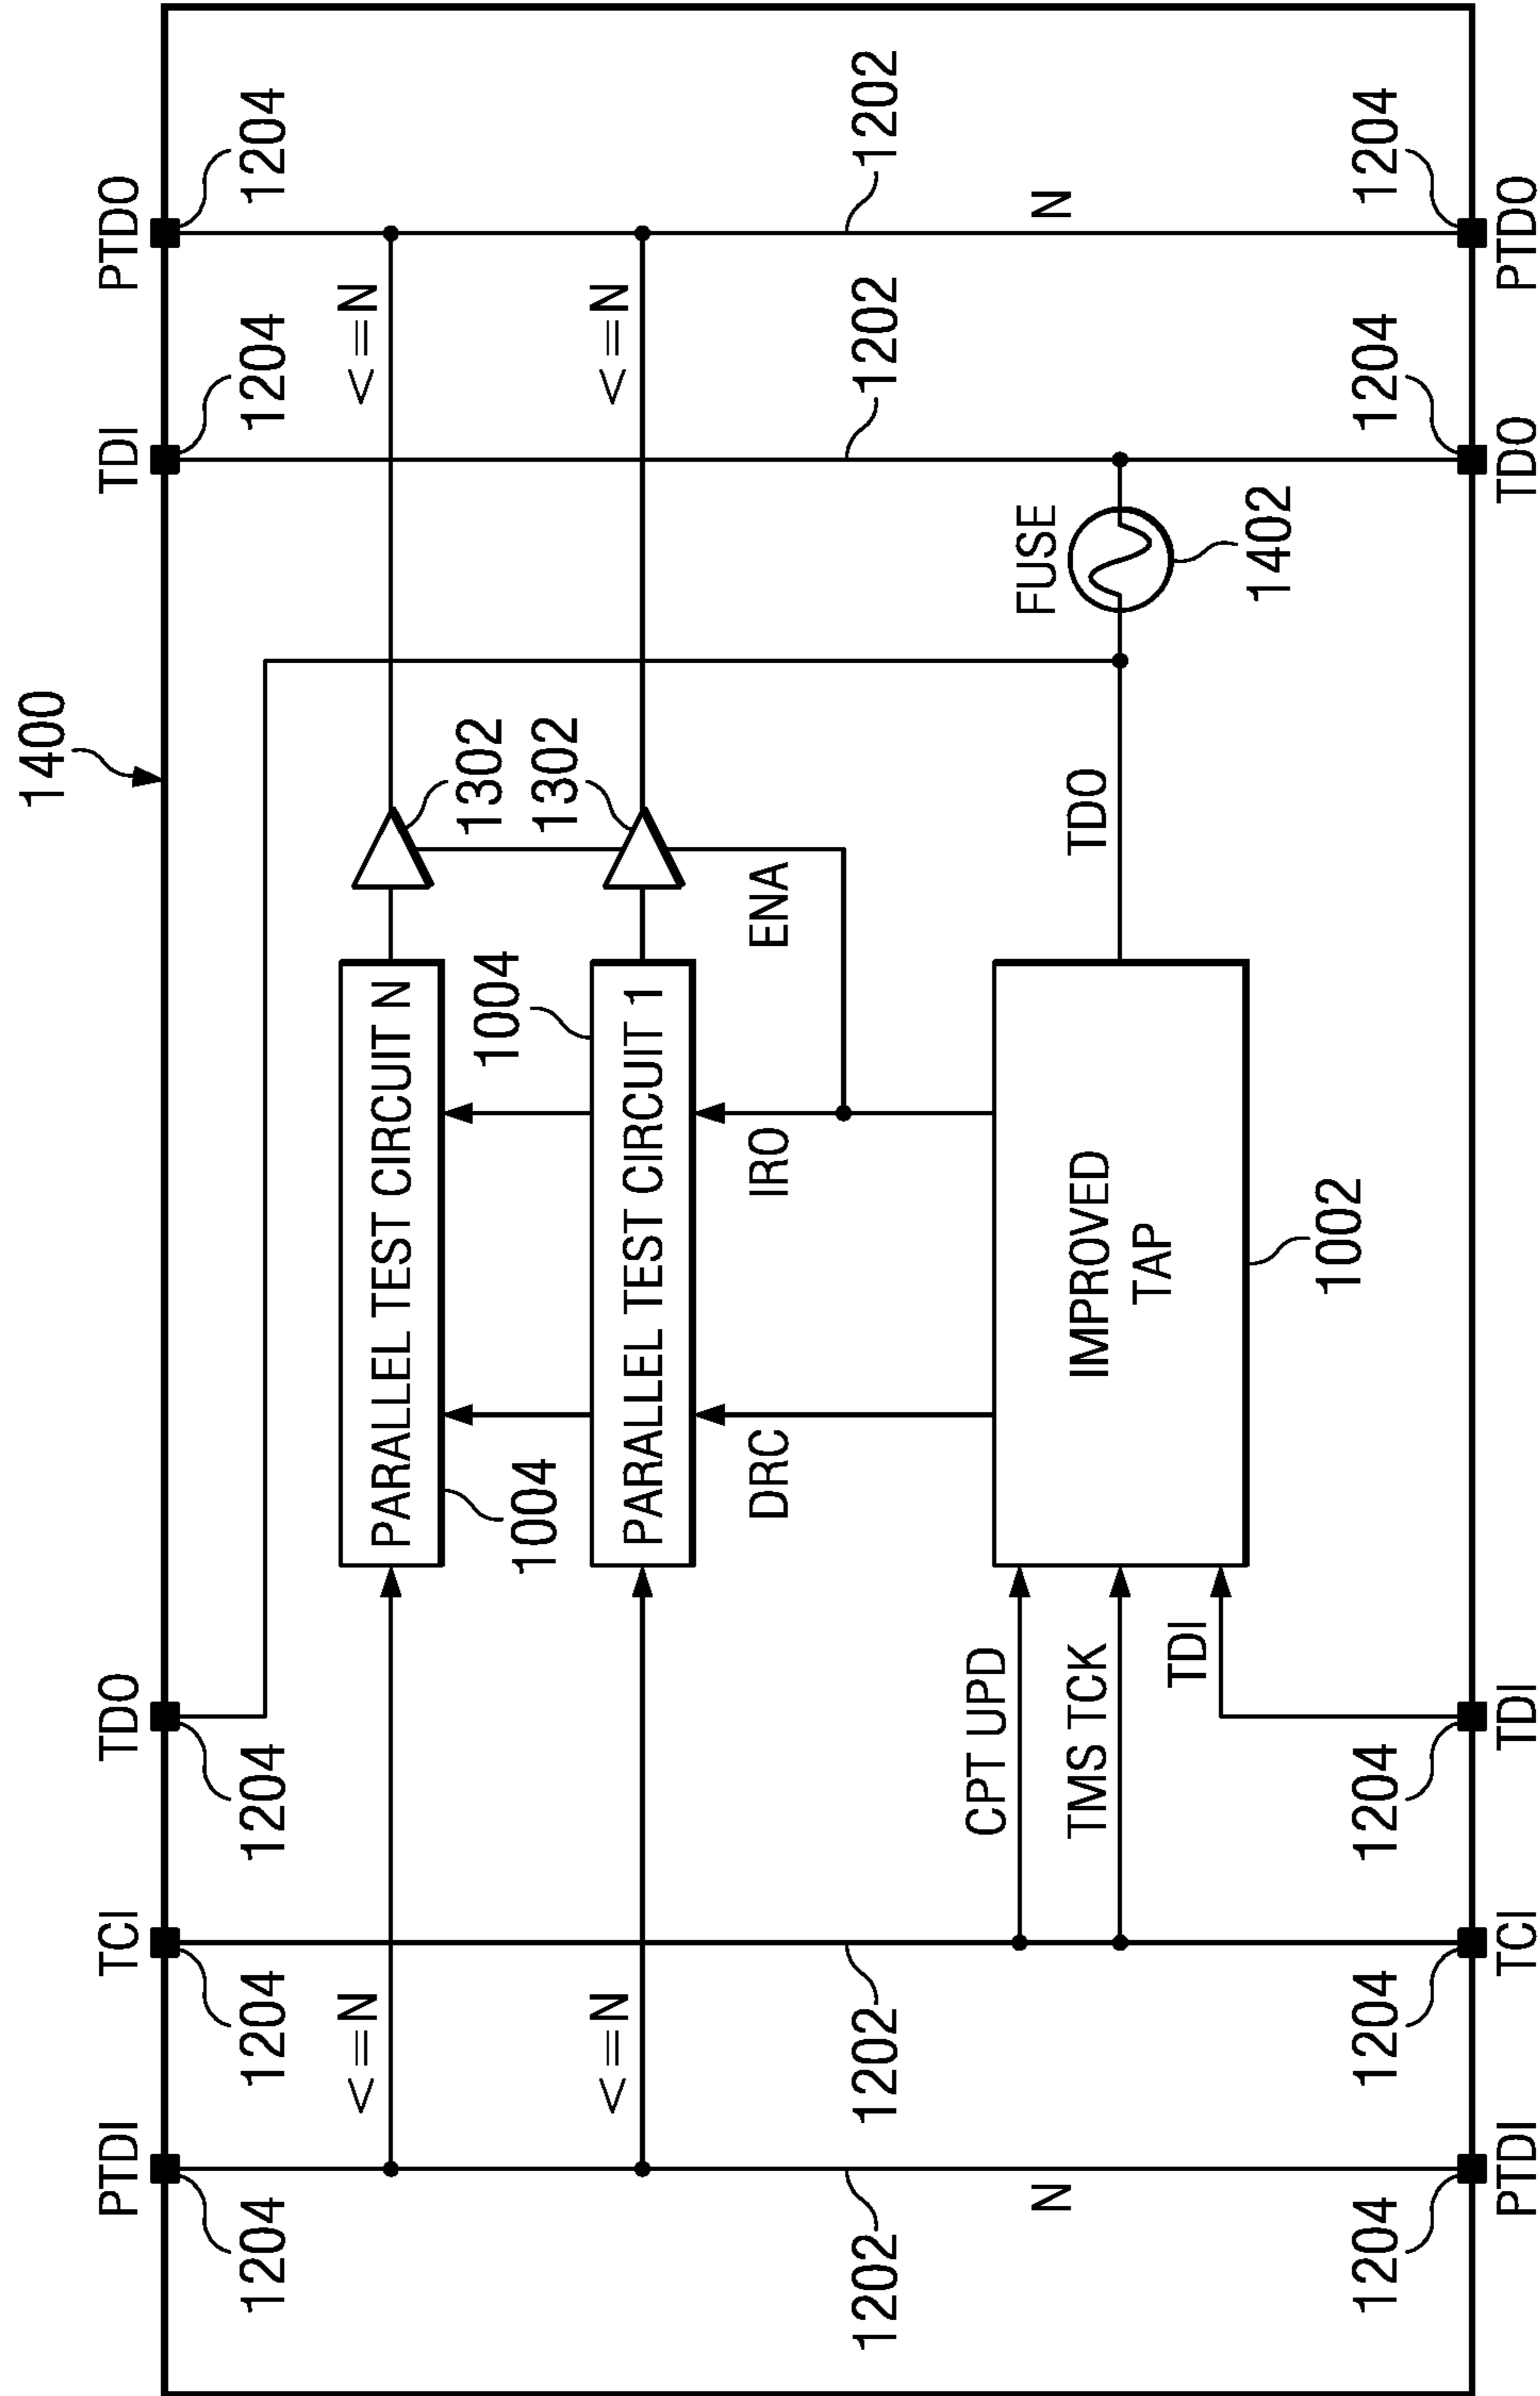 1400
PTDI
TCI
TDO
TDI
PTDO
1204
1204
1204
1204
1204
<=N
PARALLEL TEST CIRCUIT N
<=N
1302
1004
1004
1302
<=N
PARALLEL TEST CIRCUIT 1
<=N
DRC
IRO
ENA
1202
1202
1202
1202
CPT UPD
N
N
FUSE
TMS TCK
IMPROVED
TAP
TDO
TDI
1402
1002
1204
1204
1204
1204
1204
PTDI
TCI
TDI
TDO
PTDO